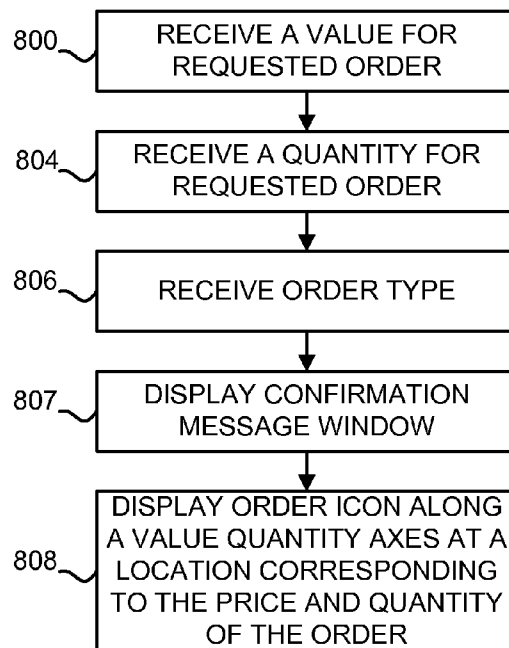 800
RECEIVE A VALUE FOR
REQUESTED ORDER
804
RECEIVE A QUANTITY FOR
REQUESTED ORDER
806
RECEIVE ORDER TYPE
807
DISPLAY CONFIRMATION
MESSAGE WINDOW
808
DISPLAY ORDER ICON ALONG
A VALUE QUANTITY AXES AT A
LOCATION CORRESPONDING
TO THE PRICE AND QUANTITY
OF THE ORDER